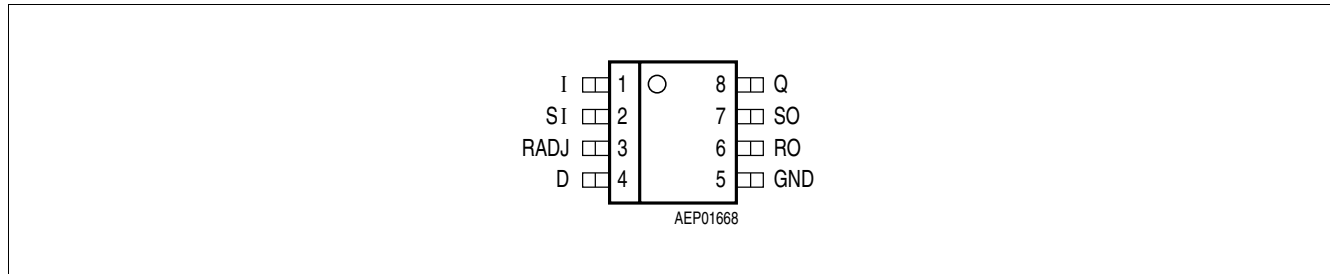 I 1 8 Q
SI 2 7 SO
RADJ 3 6 RO
D 4 5 GND
AEP01668